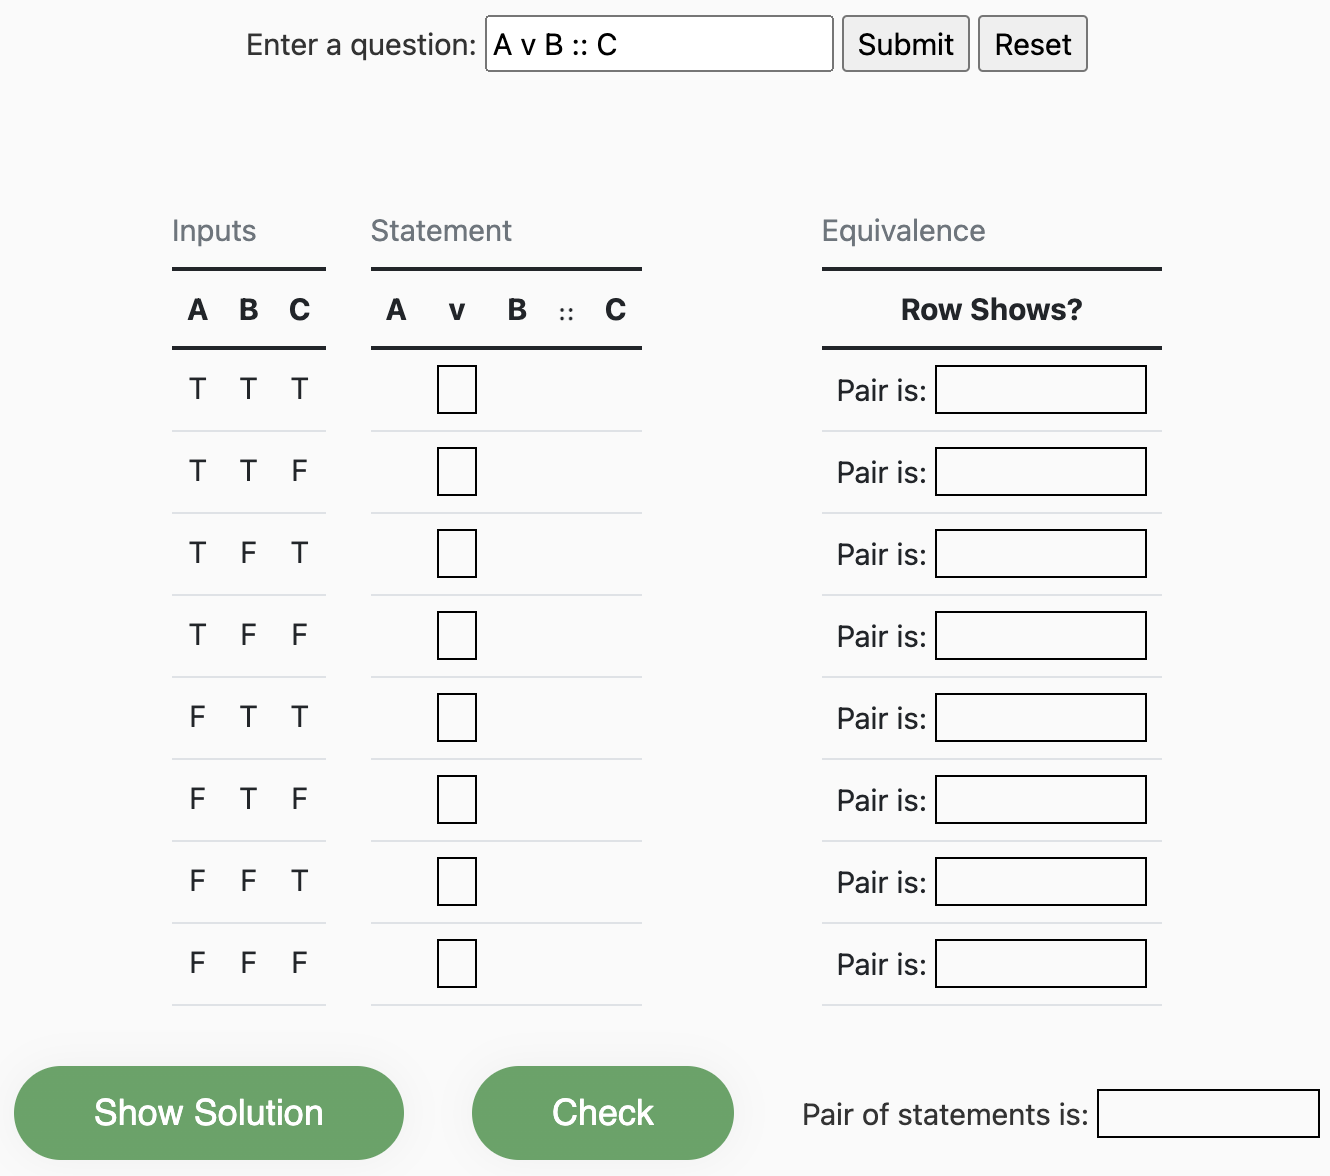 Enter a question: A v B :: C Submit Reset
Inputs Statement Equivalence
A B C A v B :: C Row Shows?
T T T Pair is:
T T F Pair is:
T F T Pair is:
T F F Pair is:
F T T Pair is:
F T F Pair is:
F F T Pair is:
F F F Pair is:
Show Solution Check Pair of statements is: